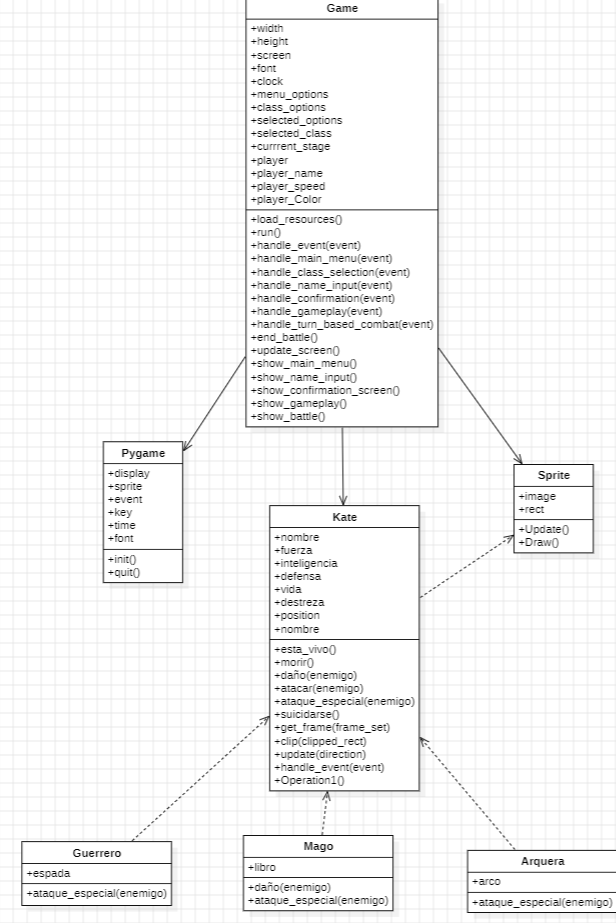 Game
+width
+height
+screen
+font
+clock
+menu_options
+class_options
+selected_options
+selected_class
+currrent_stage
+player
+player_name
+player_speed
+player_Color
+load_resources()
+run()
+handle_event(event)
+handle_main_menu(event)
+handle_class_selection(event)
+handle_name_input(event)
+handle_confirmation(event)
+handle_gameplay(event)
+handle_turn_based_combat(event)
+end_battle()
+update_screen()
+show_main_menu()
+show_name_input()
+show_confirmation_screen()
+show_gameplay()
+show_battle()
Pygame
+display
+sprite
+event
+key
+time
+font
+init()
+quit()
Sprite
+image
+rect
+Update()
+Draw()
Kate
+nombre
+fuerza
+inteligencia
+defensa
+vida
+destreza
+position
+nombre
+esta_vivo()
+morir()
+daño(enemigo)
+atacar(enemigo)
+ataque_especial(enemigo)
+suicidarse()
+get_frame(frame_set)
+clip(clipped_rect)
+update(direction)
+handle_event(event)
+Operation1()
Guerrero
+espada
+ataque_especial(enemigo)
Mago
+libro
+daño(enemigo)
+ataque_especial(enemigo)
Arquera
+arco
+ataque_especial(enemigo)